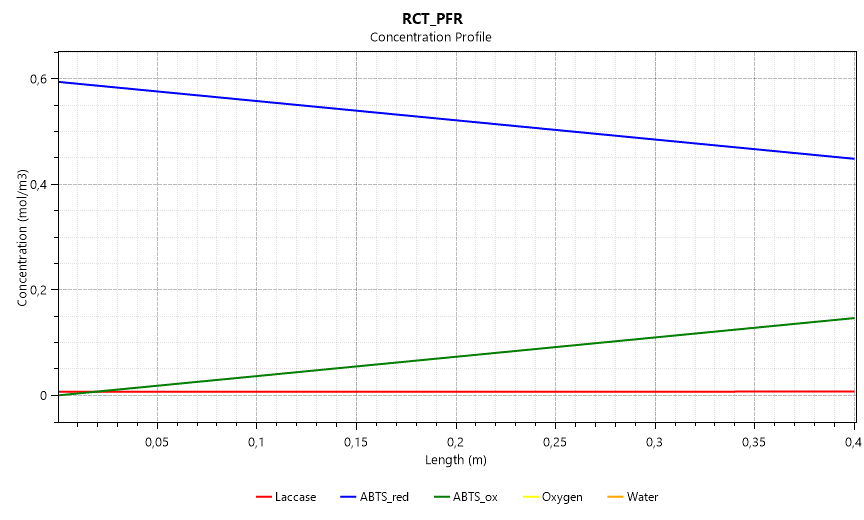 RCT_PFR
Concentration Profile
Concentration (mol/m3)
0,6
0,4
0,2
0
0,05 0,1 0,15 0,2 0,25 0,3 0,35 0,4
Length (m)
Laccase ABTS_red ABTS_ox Oxygen Water